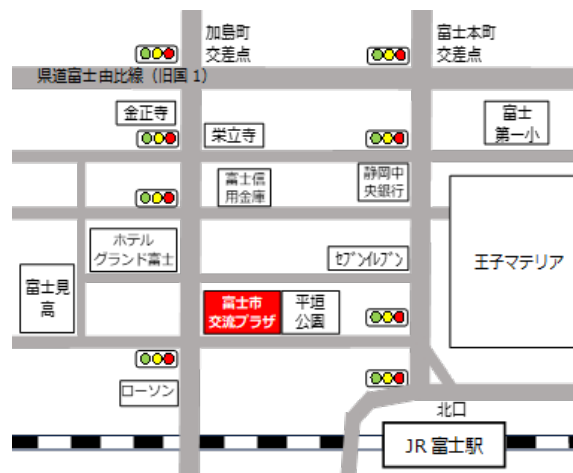 加島町
交差点
富士本町
交差点
県道富士由比線（旧国1）
金正寺
栄立寺
富士
第一小
富士信
用金庫
静岡中
央銀行
ホテル
グランド富士
ｾﾌﾞﾝｲﾚﾌﾞﾝ
王子マテリア
富士見
高
富士市
交流プラザ
平垣
公園
ローソン
北口
JR富士駅